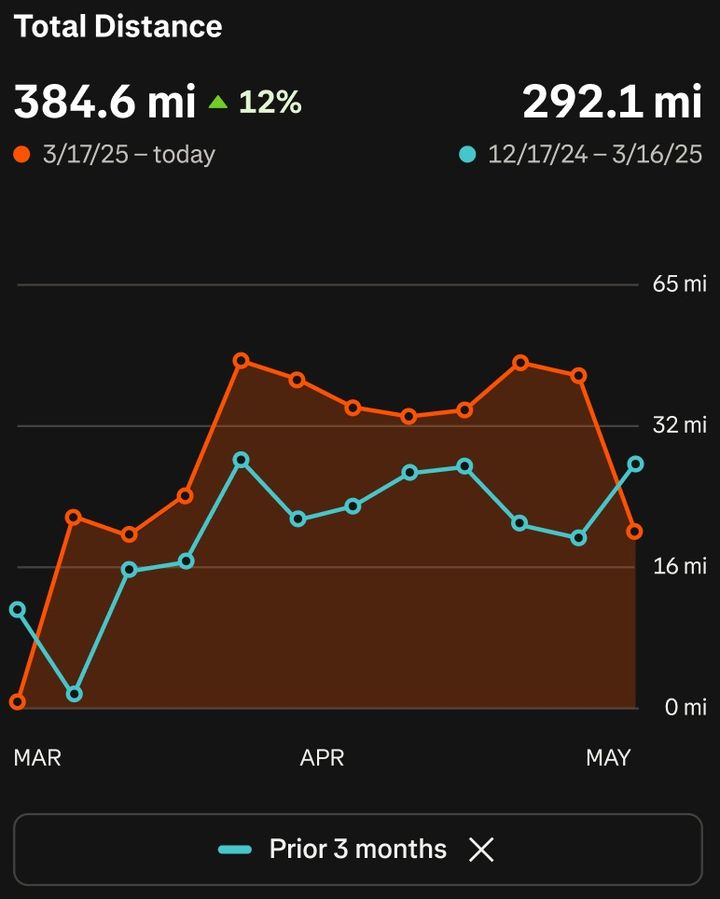 Total Distance
384.6 mi ▲ 12%
292.1 mi
3/17/25 – today
12/17/24 – 3/16/25
65 mi
32 mi
16 mi
0 mi
MAR APR MAY
Prior 3 months